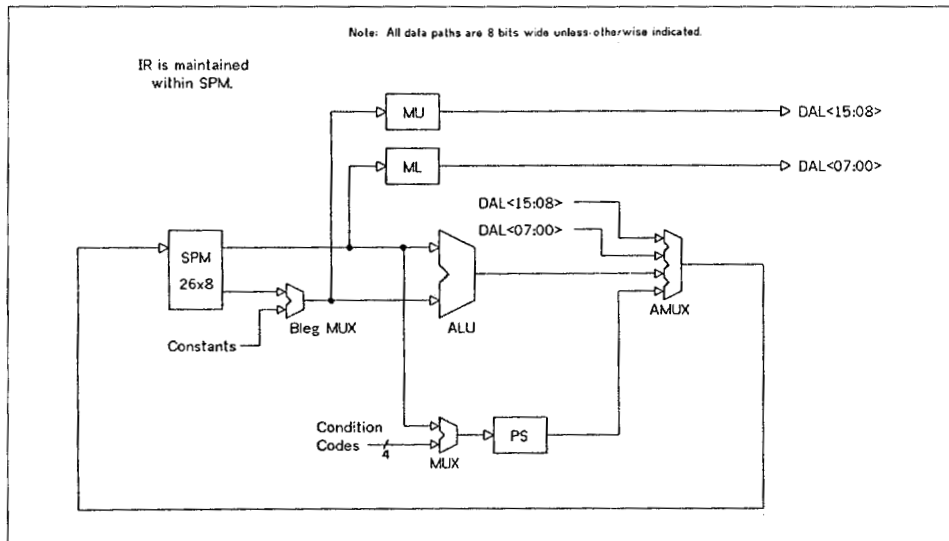 Note: All data paths are 8 bits wide unless otherwise indicated.
IR is maintained
within SPM.
MU
DAL<15:08>
ML
DAL<07:00>
DAL<15:08>
DAL<07:00>
SPM
26x8
Bleg MUX
ALU
AMUX
Constants
Condition
Codes
4
MUX
PS